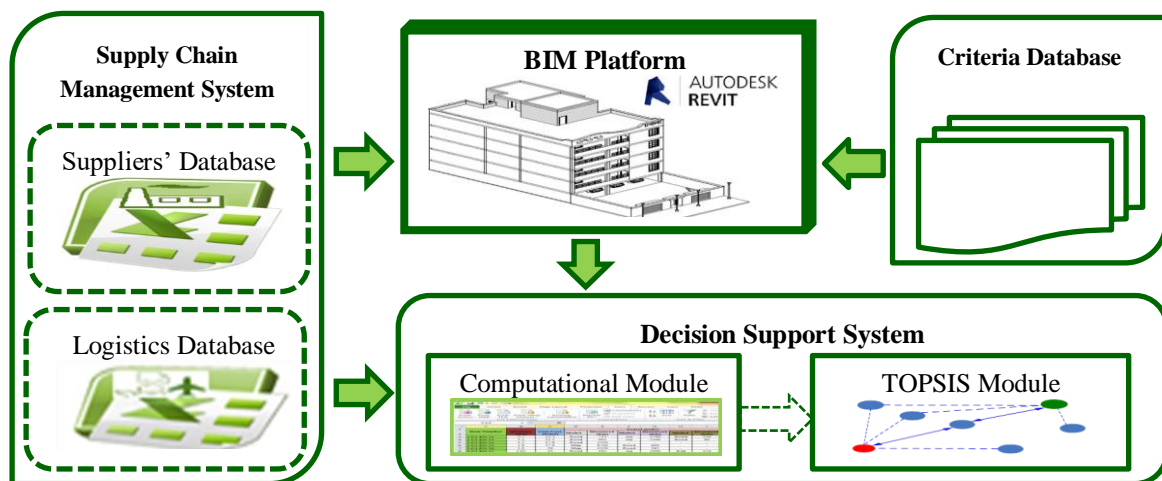 Supply Chain
Management System
Suppliers' Database
Logistics Database
BIM Platform
AUTODESK
REVIT
Criteria Database
Decision Support System
Computational Module
TOPSIS Module